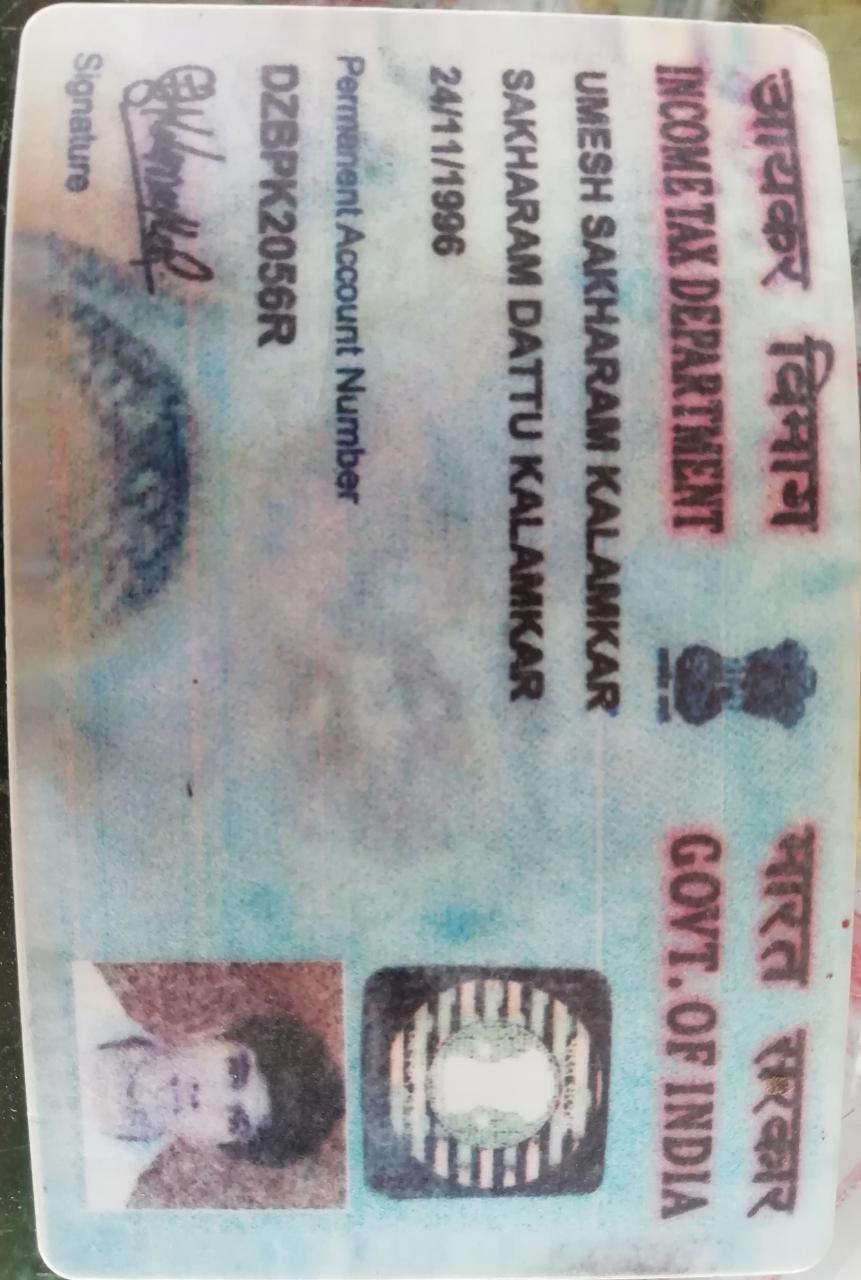 आयकर विभाग
INCOME TAX DEPARTMENT
भारत सरकार
GOVT. OF INDIA
UMESH SAKHARAM KALAMKAR
SAKHARAM DATTU KALAMKAR
24/11/1996
Permanent Account Number
DZBPK2056R
Signature